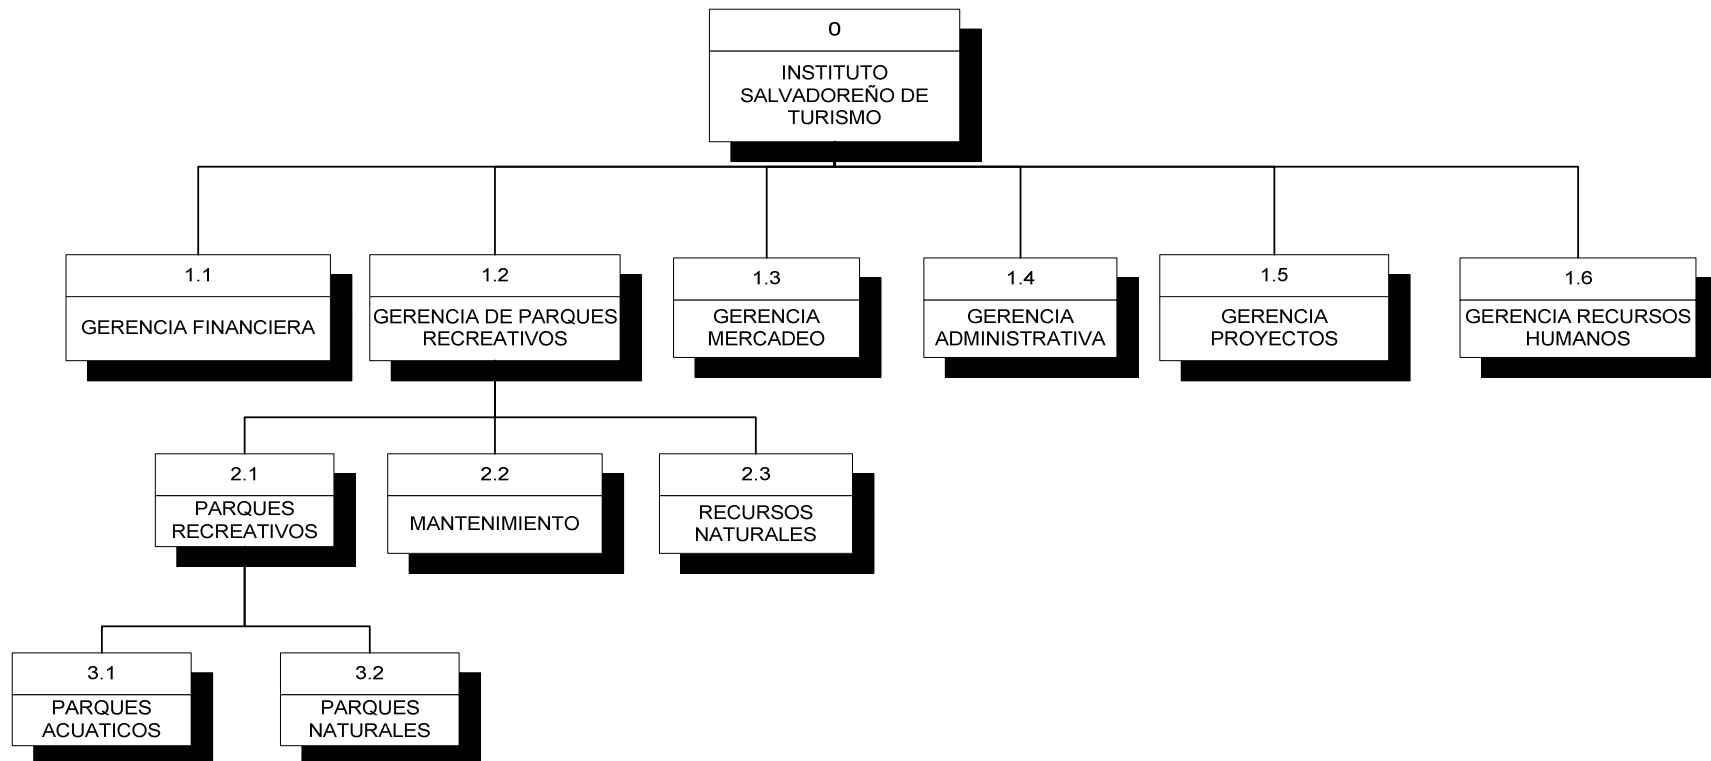 0
INSTITUTO
SALVADOREÑO DE
TURISMO
1.1
GERENCIA FINANCIERA
1.2
GERENCIA DE PARQUES
RECREATIVOS
1.3
GERENCIA
MERCADEO
1.4
GERENCIA
ADMINISTRATIVA
1.5
GERENCIA
PROYECTOS
1.6
GERENCIA RECURSOS
HUMANOS
2.1
PARQUES
RECREATIVOS
2.2
MANTENIMIENTO
2.3
RECURSOS
NATURALES
3.1
PARQUES
ACUATICOS
3.2
PARQUES
NATURALES